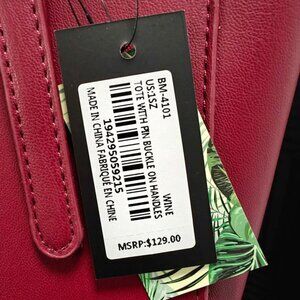 BM-4101
WINE
US:1SZ
TOTE WITH PIN BUCKLE ON HANDLES
194295059215
MADE IN CHINA FABRIQUÉ EN CHINE
MSRP:$129.00